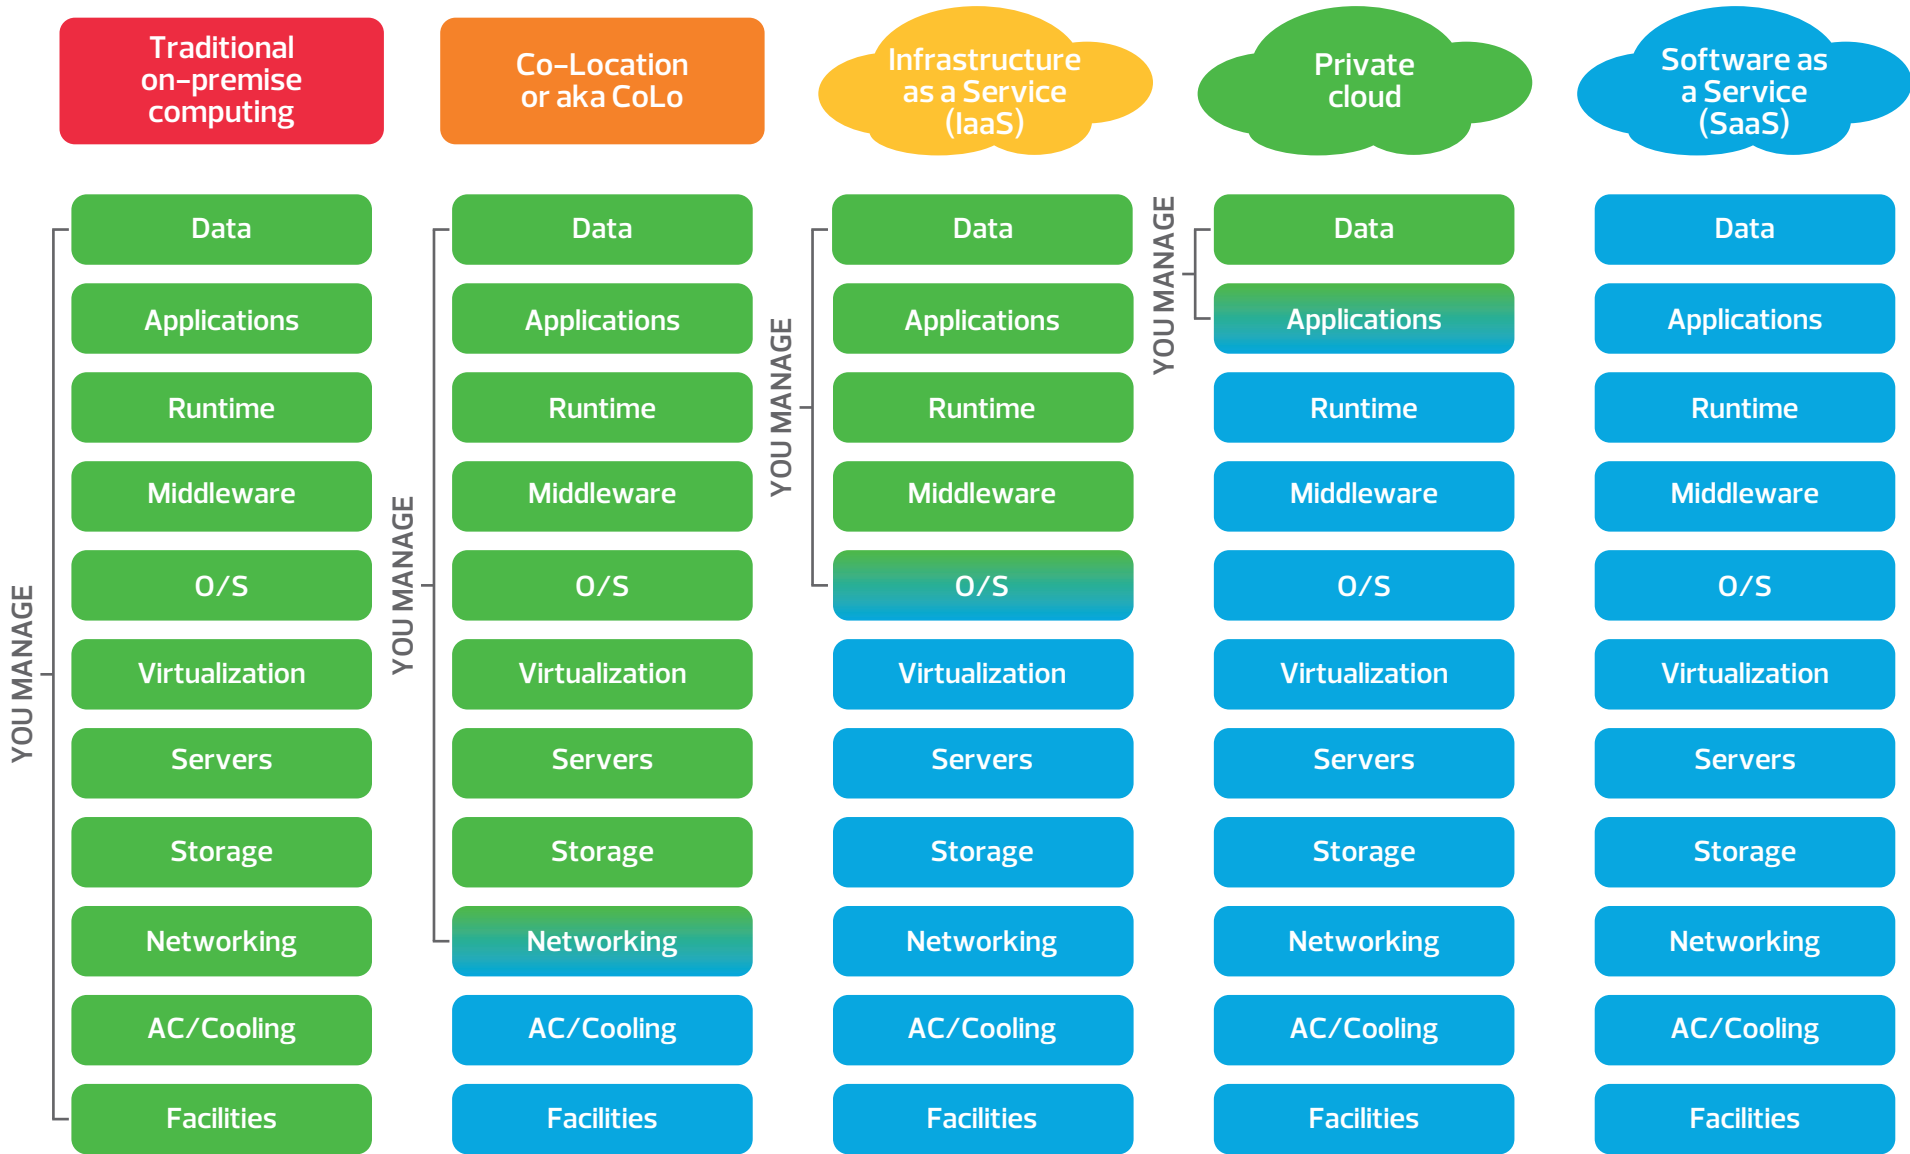 Traditional
on-premise
computing
Co-Location
or aka CoLo
Infrastructure
as a Service
(IaaS)
Private
cloud
Software as
a Service
(SaaS)
YOU MANAGE
Data
Applications
Runtime
Middleware
O/S
Virtualization
Servers
Storage
Networking
AC/Cooling
Facilities
YOU MANAGE
Data
Applications
Runtime
Middleware
O/S
Virtualization
Servers
Storage
Networking
AC/Cooling
Facilities
YOU MANAGE
Data
Applications
Runtime
Middleware
O/S
Virtualization
Servers
Storage
Networking
AC/Cooling
Facilities
YOU MANAGE
Data
Applications
Runtime
Middleware
O/S
Virtualization
Servers
Storage
Networking
AC/Cooling
Facilities
Data
Applications
Runtime
Middleware
O/S
Virtualization
Servers
Storage
Networking
AC/Cooling
Facilities